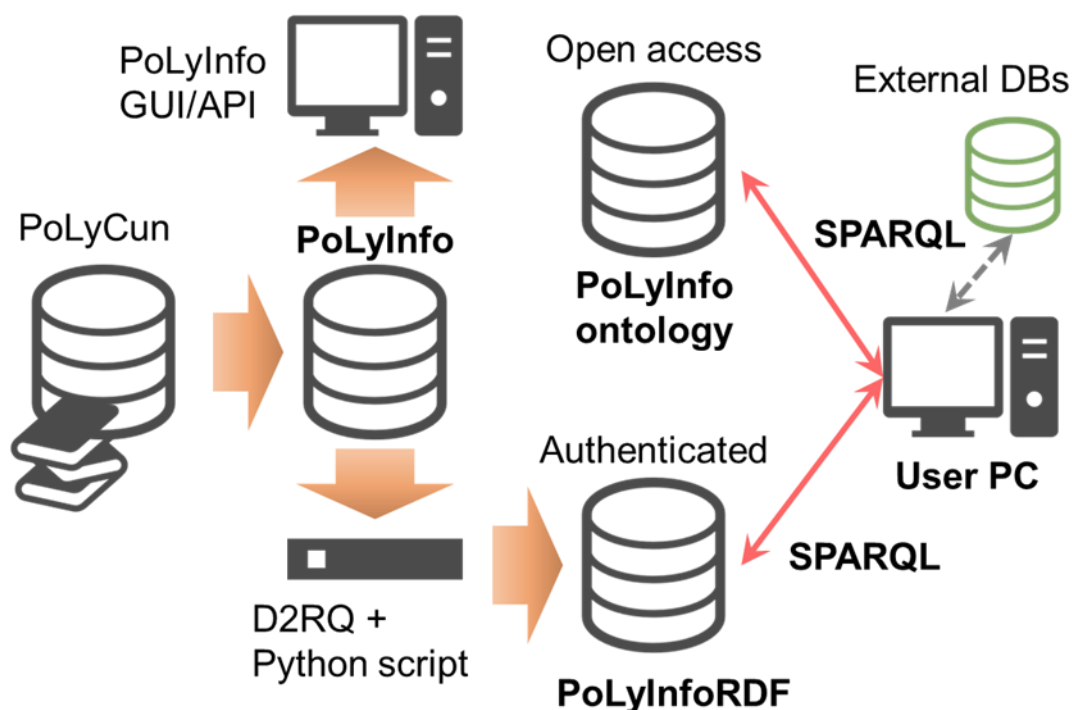 PoLyInfo
GUI/API
Open access
External DBs
PoLyCun
PoLyInfo
SPARQL
PoLyInfo
ontology
Authenticated
User PC
SPARQL
D2RQ +
Python script
PoLyInfoRDF